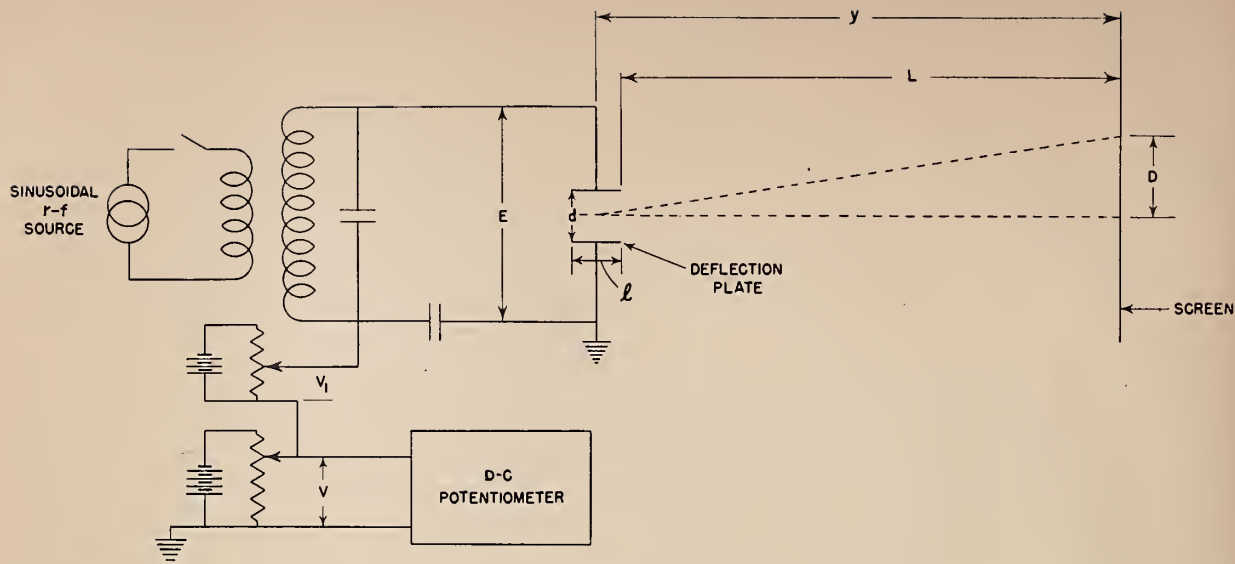 y
L
SINUSOIDAL
r-f
SOURCE
E
d
D
DEFLECTION
PLATE
ℓ
SCREEN
V₁
V
D-C
POTENTIOMETER